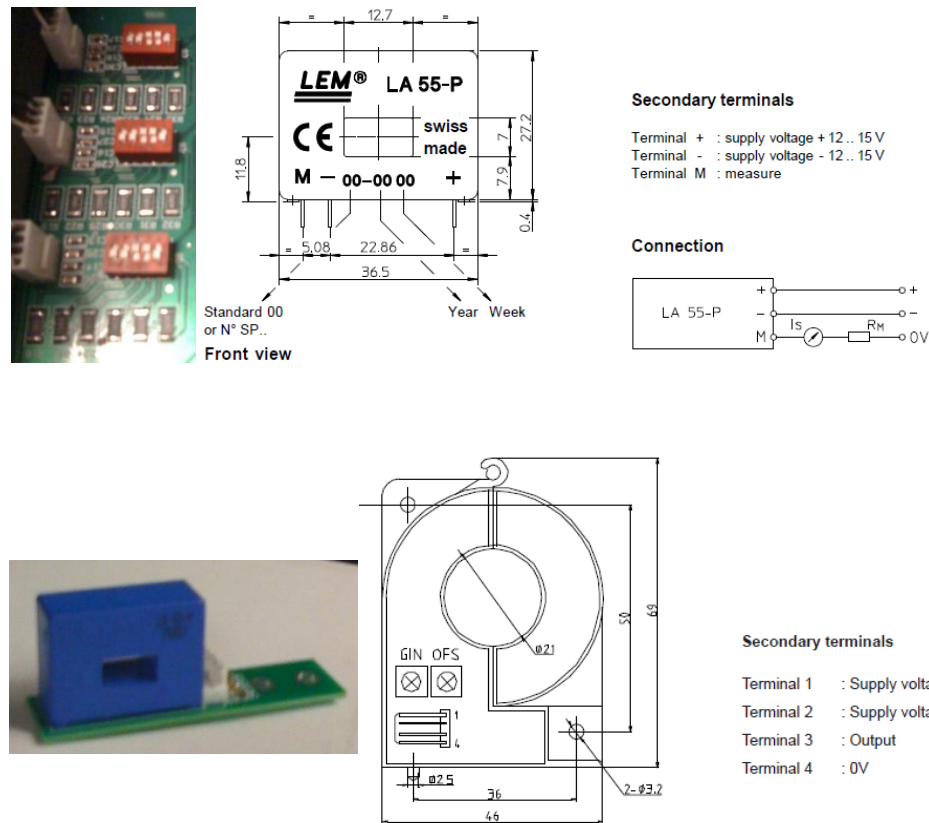 12.7
LEM® LA 55-P
CE swiss
made
M – 00-00 00 +
11.8
7
7.9
27.2
0.4
5.08 22.86
36.5
Standard 00
or N° SP..
Year Week
Front view
Secondary terminals
Terminal + : supply voltage + 12 .. 15 V
Terminal - : supply voltage - 12 .. 15 V
Terminal M : measure
Connection
LA 55-P
+ +
– –
M Is RM 0V
GIN OFS
1
4
ø21
50
69
ø2.5
36
2-ø3.2
46
Secondary terminals
Terminal 1 : Supply volta
Terminal 2 : Supply volta
Terminal 3 : Output
Terminal 4 : 0V